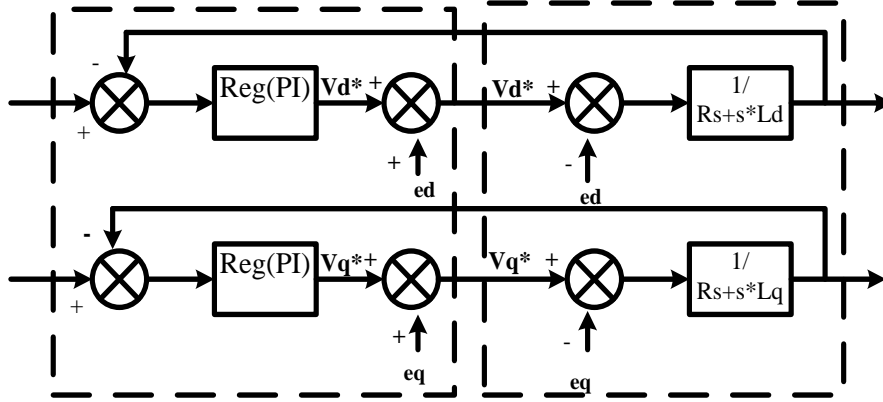 -
Reg(PI)
Vd*
+
Vd*
+
1/
Rs+s*Ld
+
+
-
ed
ed
-
Reg(PI)
Vq*
+
Vq*
+
1/
Rs+s*Lq
+
+
-
eq
eq